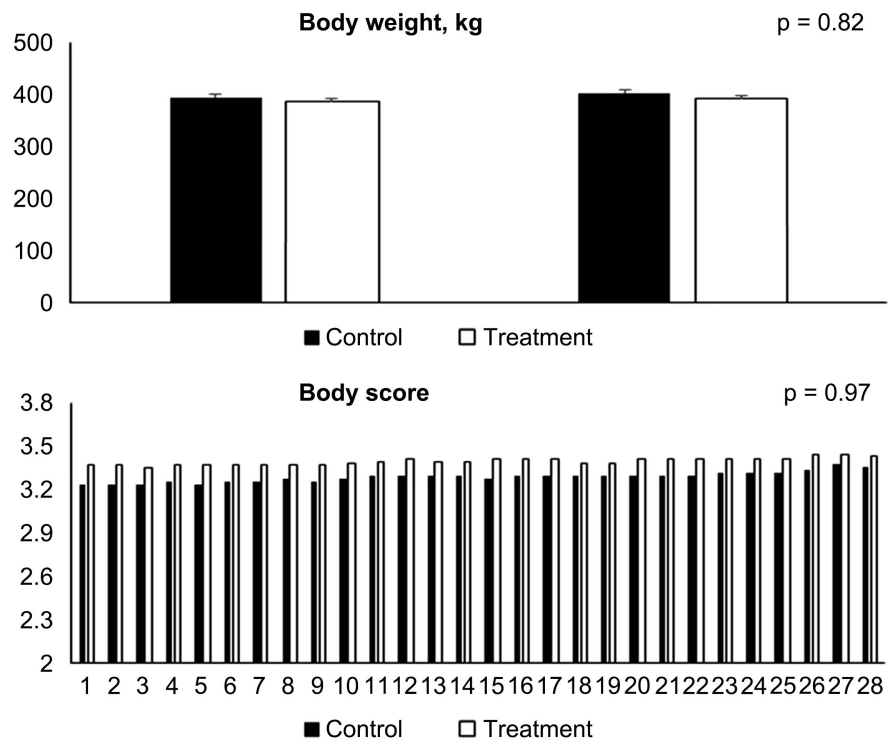 Body weight, kg p = 0.82
500
400
300
200
100
0
Control Treatment
Body score p = 0.97
3.8
3.5
3.2
2.9
2.6
2.3
2
1 2 3 4 5 6 7 8 9 10 11 12 13 14 15 16 17 18 19 20 21 22 23 24 25 26 27 28
Control Treatment